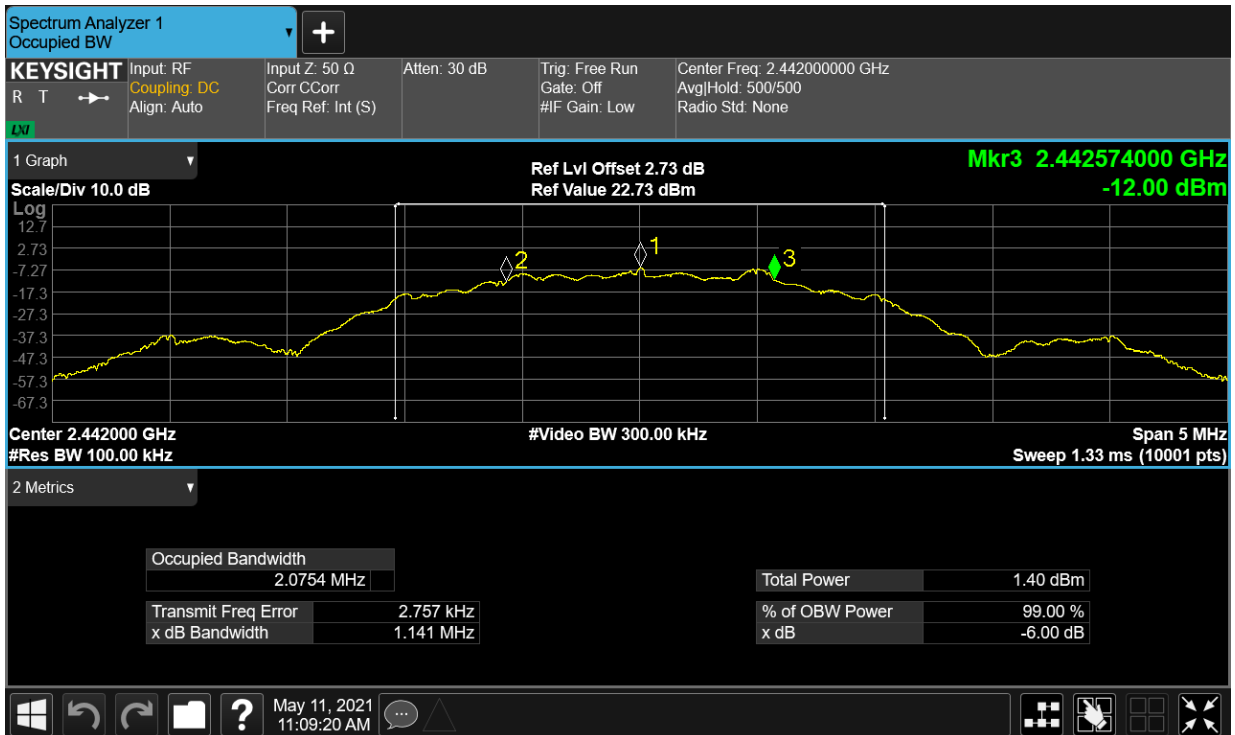 Spectrum Analyzer 1
Occupied BW
▼
+
KEYSIGHT
R T
LXI
Input: RF
Coupling: DC
Align: Auto
Input Z: 50 Ω
Corr CCorr
Freq Ref: Int (S)
Atten: 30 dB
Trig: Free Run
Gate: Off
#IF Gain: Low
Center Freq: 2.442000000 GHz
Avg|Hold: 500/500
Radio Std: None
1 Graph ▼
Scale/Div 10.0 dB
Ref Lvl Offset 2.73 dB
Ref Value 22.73 dBm
Mkr3 2.442574000 GHz
-12.00 dBm
Log
12.7
2.73
-7.27
-17.3
-27.3
-37.3
-47.3
-57.3
-67.3
2
1
3
Center 2.442000 GHz
#Video BW 300.00 kHz
Span 5 MHz
#Res BW 100.00 kHz
Sweep 1.33 ms (10001 pts)
2 Metrics ▼
Occupied Bandwidth
2.0754 MHz
Transmit Freq Error 2.757 kHz
x dB Bandwidth 1.141 MHz
Total Power 1.40 dBm
% of OBW Power 99.00 %
x dB -6.00 dB
?
May 11, 2021
11:09:20 AM